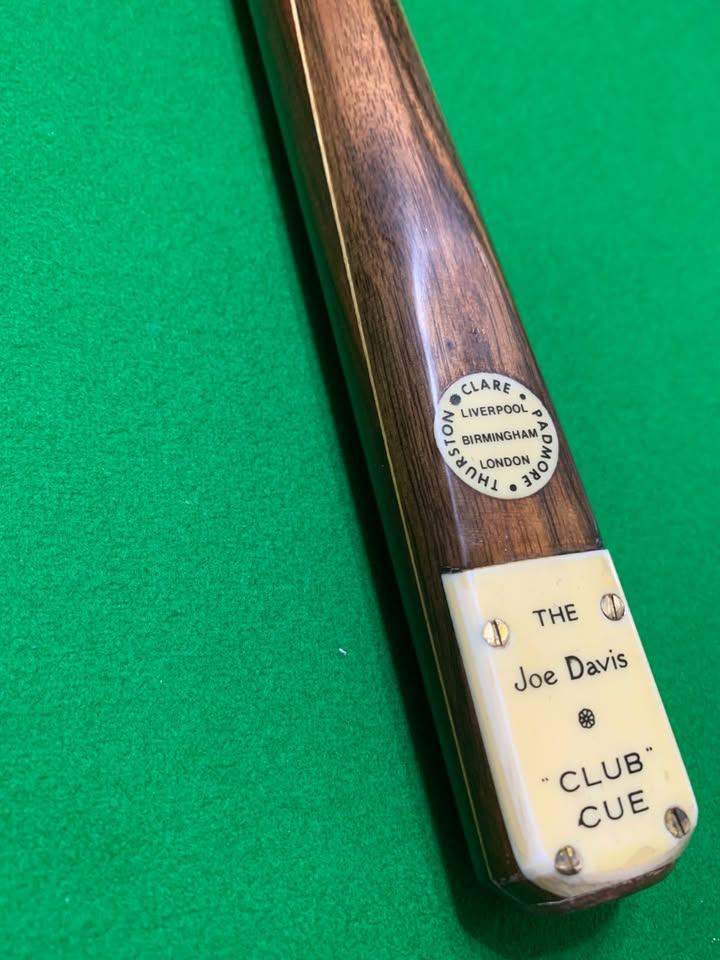 CLARE • PADMORE • THURSTON •
LIVERPOOL
BIRMINGHAM
LONDON
THE
Joe Davis
"CLUB"
CUE